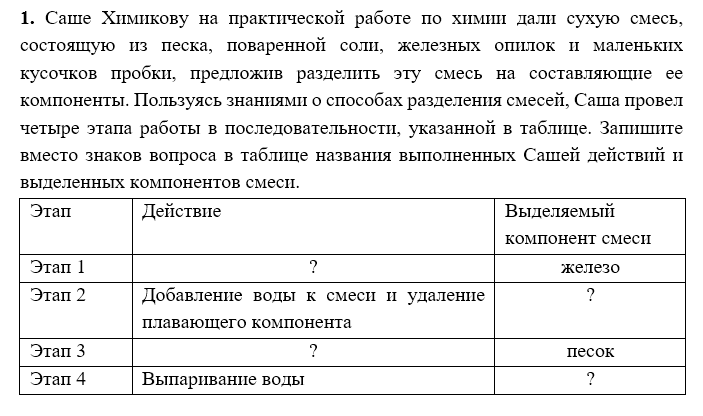 1. Саше Химикову на практической работе по химии дали сухую смесь,
состоящую из песка, поваренной соли, железных опилок и маленьких
кусочков пробки, предложив разделить эту смесь на составляющие ее
компоненты. Пользуясь знаниями о способах разделения смесей, Саша провел
четыре этапа работы в последовательности, указанной в таблице. Запишите
вместо знаков вопроса в таблице названия выполненных Сашей действий и
выделенных компонентов смеси.
Этап Действие Выделяемый
компонент смеси
Этап 1 ? железо
Этап 2 Добавление воды к смеси и удаление ?
плавающего компонента
Этап 3 ? песок
Этап 4 Выпаривание воды ?